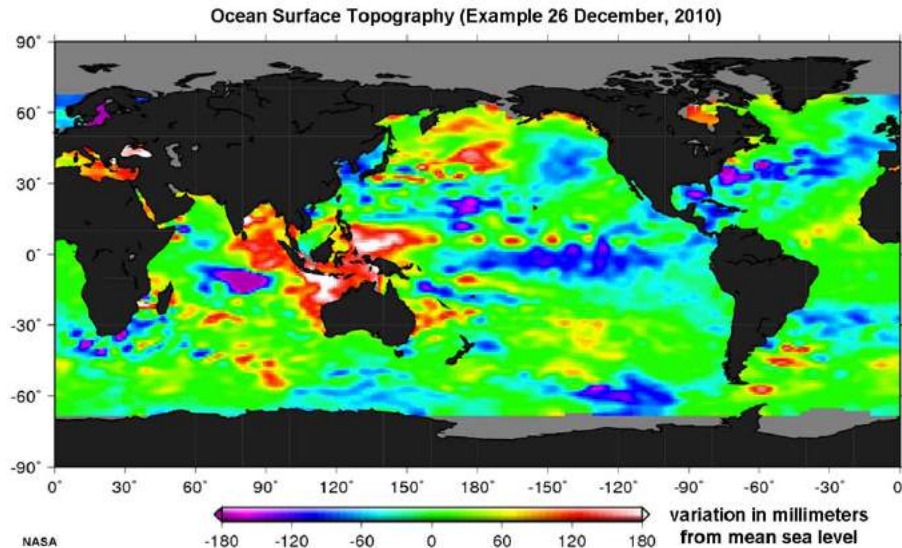 Ocean Surface Topography (Example 26 December, 2010)
90°
60°
30°
0°
-30°
-60°
-90°
0° 30° 60° 90° 120° 150° 180° -150° -120° -90° -60° -30° -0°
-180 -120 -60 0 60 120 180
variation in millimeters
from mean sea level
NASA